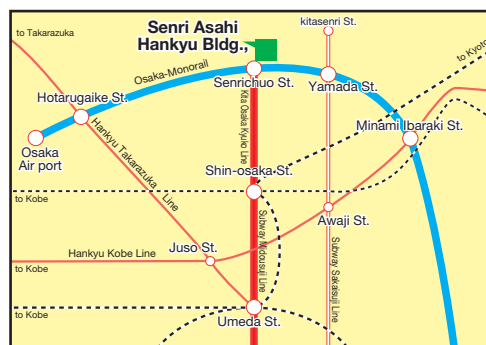 Senri Asahi
Hankyu Bldg.,
kitasenri St.
to Takarazuka
to Kyoto
Osaka-Monorail
Senrichuo St.
Yamada St.
Hotarugaike St.
Kita Osaka Kyuko Line
Minami Ibaraki St.
Osaka
Air port
Hankyu Takarazuka Line
Shin-osaka St.
to Kobe
Awaji St.
Subway Midousuji Line
Subway Sakaisuji Line
Juso St.
Hankyu Kobe Line
to Kobe
to Kobe
Umeda St.